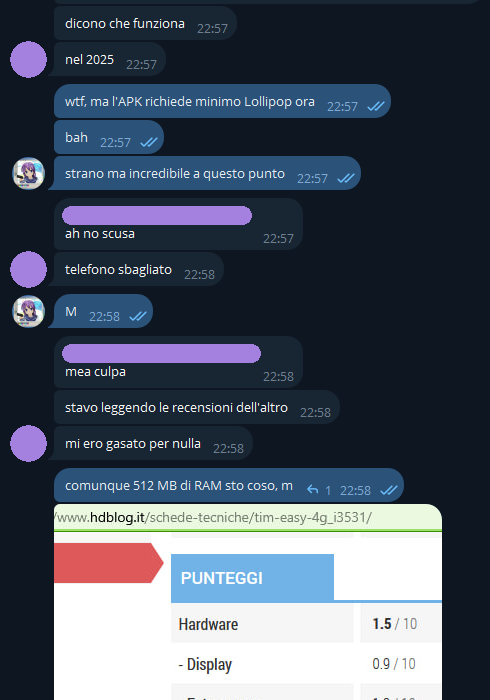 dicono che funziona 22:57
nel 2025 22:57
wtf, ma l'APK richiede minimo Lollipop ora 22:57
bah 22:57
strano ma incredibile a questo punto 22:57
ah no scusa 22:57
telefono sbagliato 22:58
M 22:58
mea culpa 22:58
stavo leggendo le recensioni dell'altro 22:58
mi ero gasato per nulla 22:58
comunque 512 MB di RAM sto coso, m 1 22:58
/www.hdblog.it/schede-tecniche/tim-easy-4g_i3531/
PUNTEGGI
Hardware 1.5 / 10
- Display 0.9 / 10